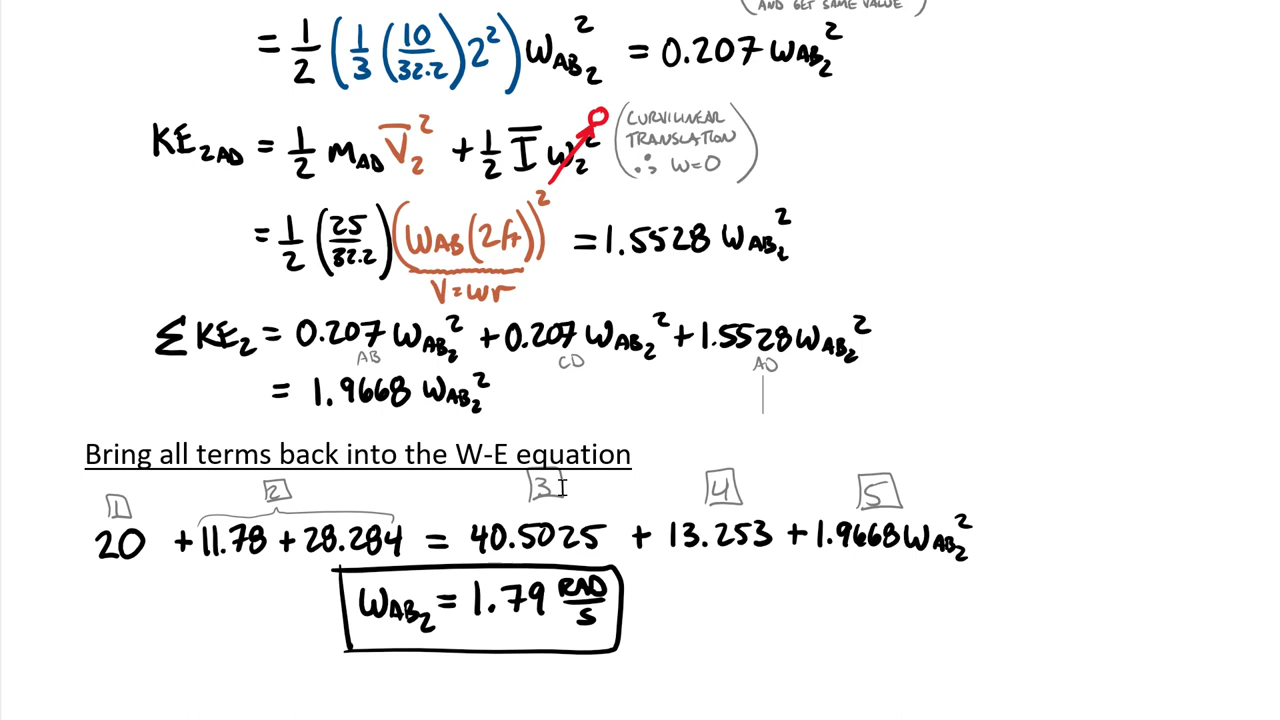 AND GET SAME VALUE)
= 1/2 (1/3 (10/32.2) 2²) ω_AB₂² = 0.207 ω_AB₂²
KE_2AD = 1/2 m_AD V̅₂² + 1/2 I̅ ω₂² → 0 (CURVILINEAR TRANSLATION ∴ ω=0)
= 1/2 (25/32.2) (ω_AB (2ft))² = 1.5528 ω_AB₂²
V=ωr
Σ KE₂ = 0.207 ω_AB₂² + 0.207 ω_AB₂² + 1.5528 ω_AB₂²
AB CD AD
= 1.9668 ω_AB₂²
Bring all terms back into the W-E equation
1 2 3 4 5
20 + 11.78 + 28.284 = 40.5025 + 13.253 + 1.9668 ω_AB₂²
ω_AB₂ = 1.79 RAD/S